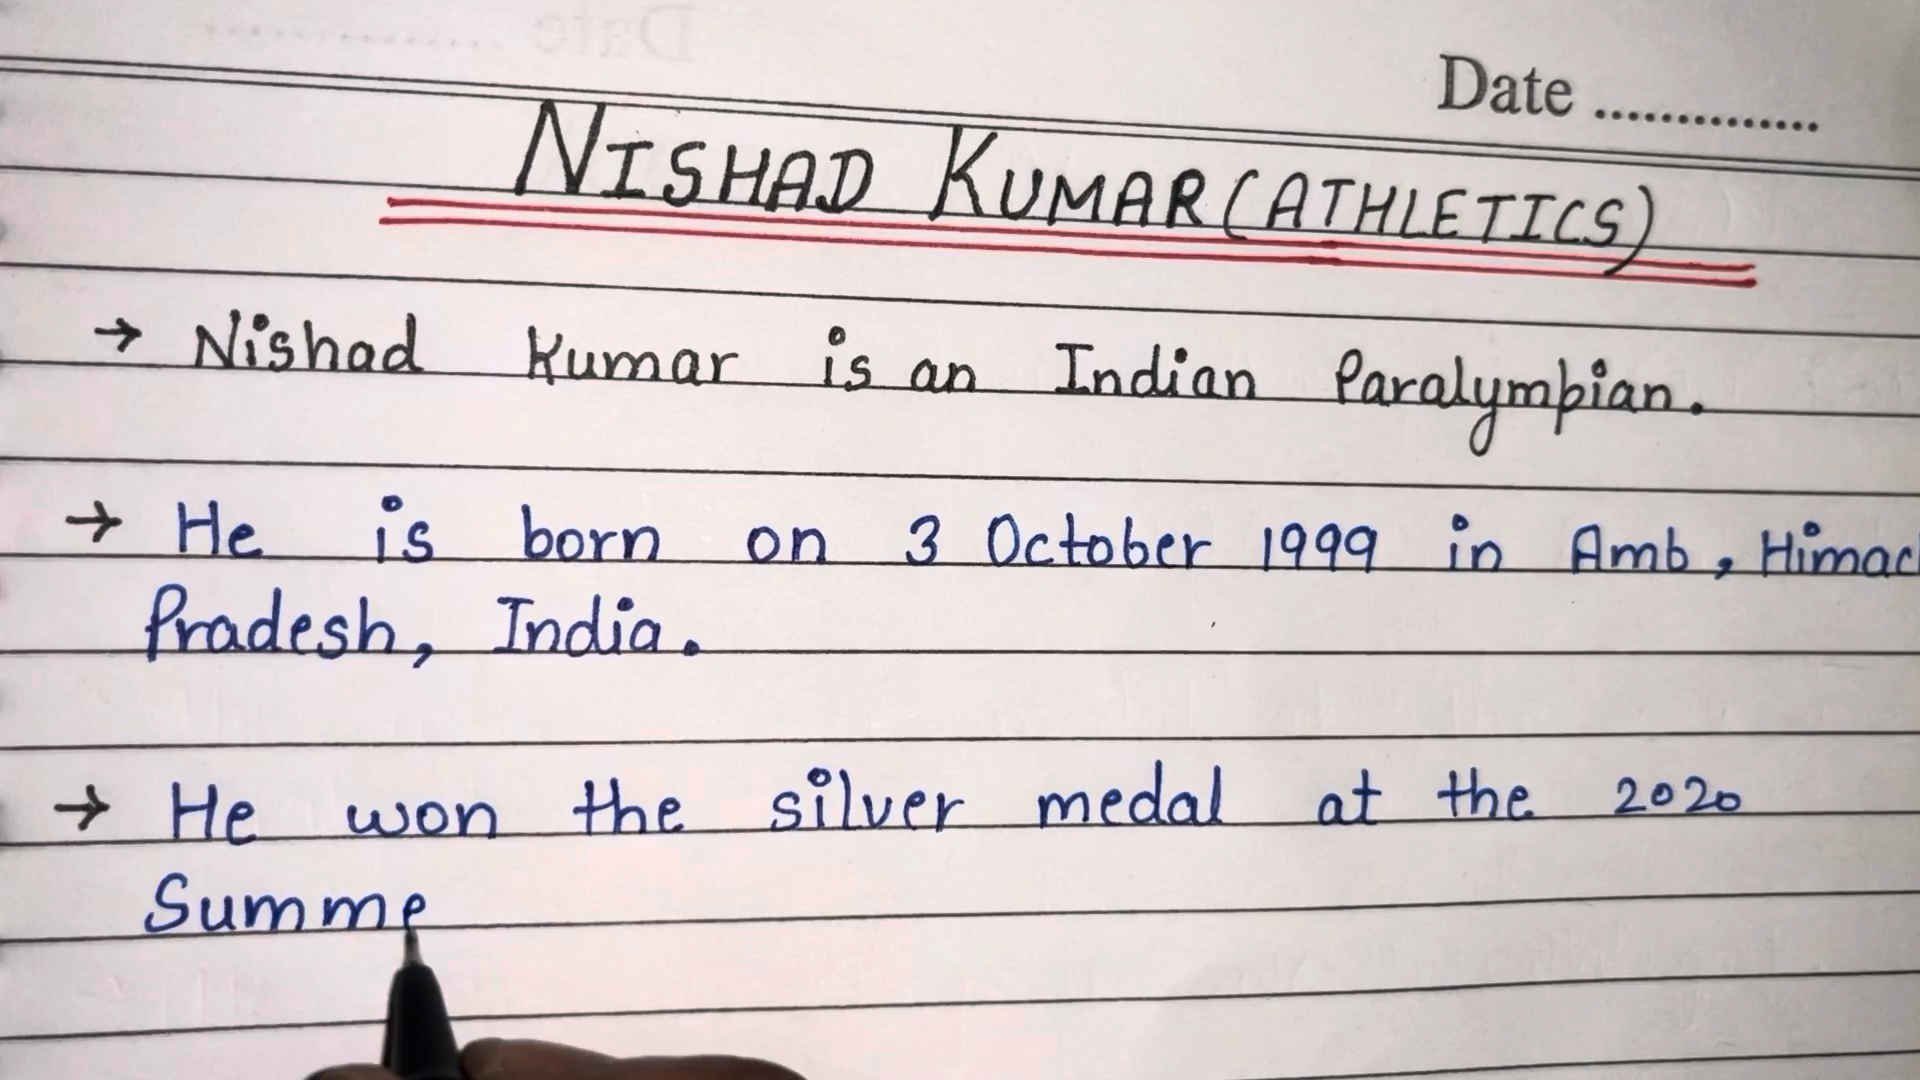 Date ..............
NISHAD KUMAR (ATHLETICS)
→ Nishad Kumar is an Indian Paralympian.
→ He is born on 3 October 1999 in Amb, Himac
Pradesh, India.
→ He won the silver medal at the 2020
Summe